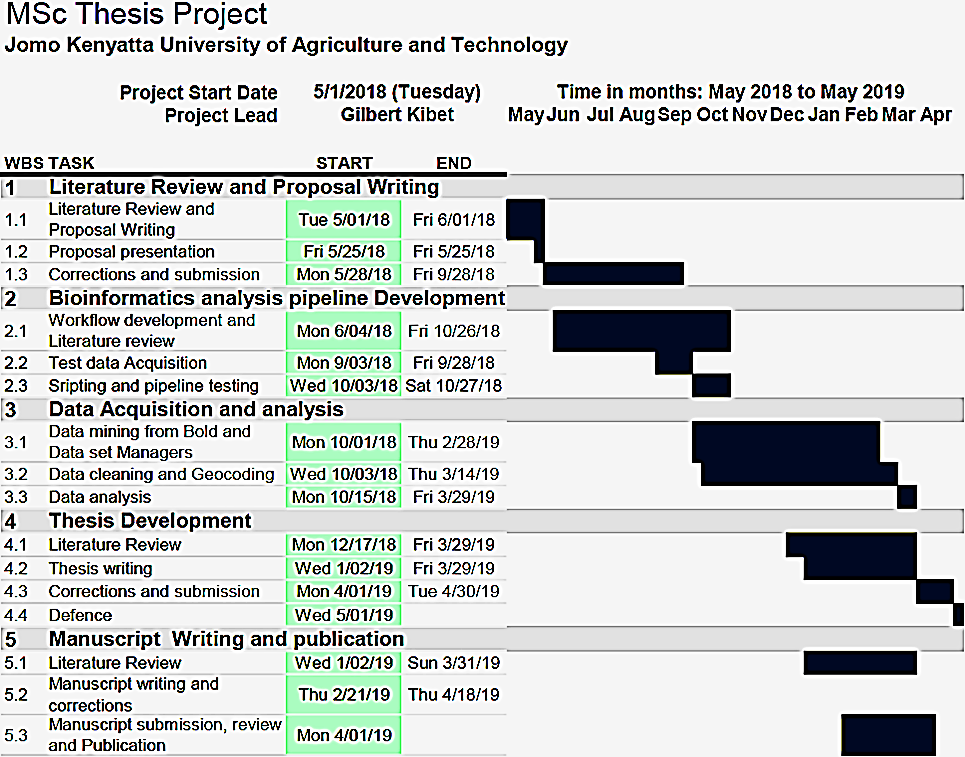 MSc Thesis Project
Jomo Kenyatta University of Agriculture and Technology
Project Start Date 5/1/2018 (Tuesday) Time in months: May 2018 to May 2019
Project Lead Gilbert Kibet May Jun Jul Aug Sep Oct Nov Dec Jan Feb Mar Apr
WBS TASK START END
1 Literature Review and Proposal Writing
1.1 Literature Review and Proposal Writing Tue 5/01/18 Fri 6/01/18
1.2 Proposal presentation Fri 5/25/18 Fri 5/25/18
1.3 Corrections and submission Mon 5/28/18 Fri 9/28/18
2 Bioinformatics analysis pipeline Development
2.1 Workflow development and Literature review Mon 6/04/18 Fri 10/26/18
2.2 Test data Acquisition Mon 9/03/18 Fri 9/28/18
2.3 Sripting and pipeline testing Wed 10/03/18 Sat 10/27/18
3 Data Acquisition and analysis
3.1 Data mining from Bold and Data set Managers Mon 10/01/18 Thu 2/28/19
3.2 Data cleaning and Geocoding Wed 10/03/18 Thu 3/14/19
3.3 Data analysis Mon 10/15/18 Fri 3/29/19
4 Thesis Development
4.1 Literature Review Mon 12/17/18 Fri 3/29/19
4.2 Thesis writing Wed 1/02/19 Fri 3/29/19
4.3 Corrections and submission Mon 4/01/19 Tue 4/30/19
4.4 Defence Wed 5/01/19
5 Manuscript Writing and publication
5.1 Literature Review Wed 1/02/19 Sun 3/31/19
5.2 Manuscript writing and corrections Thu 2/21/19 Thu 4/18/19
5.3 Manuscript submission, review and Publication Mon 4/01/19